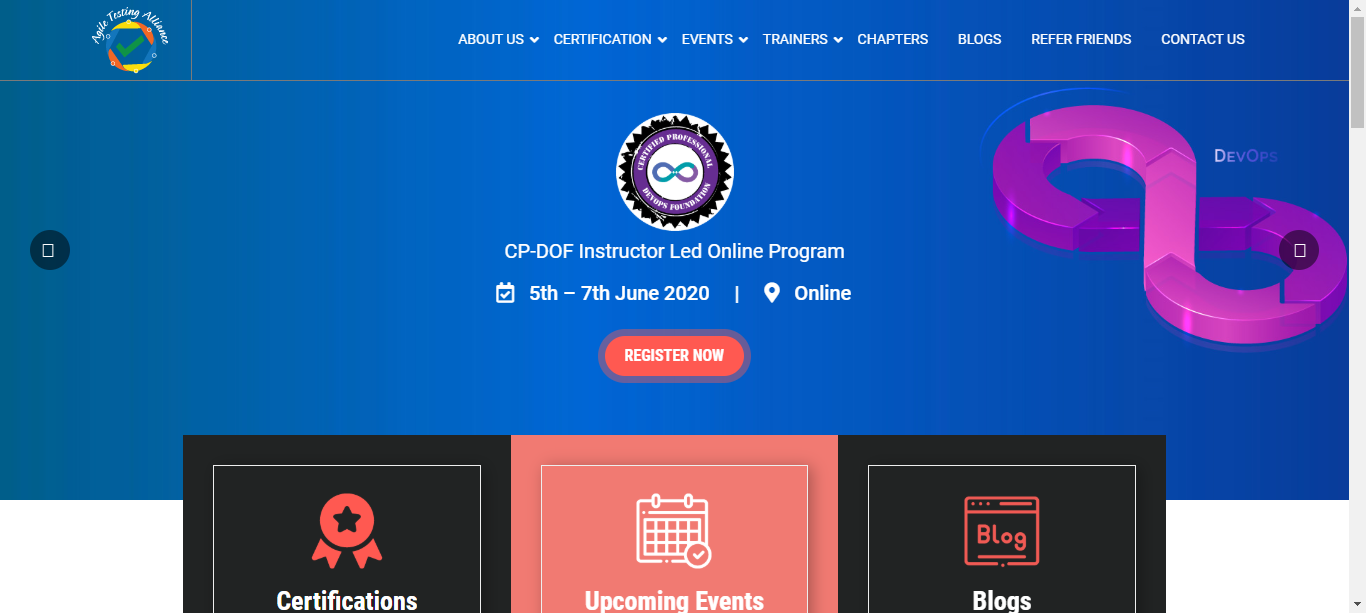 Agile Testing Alliance
ABOUT US
CERTIFICATION
EVENTS
TRAINERS
CHAPTERS
BLOGS
REFER FRIENDS
CONTACT US
CERTIFIED PROFESSIONAL
DEVOPS FOUNDATION
DEVOPS
CP-DOF Instructor Led Online Program
5th – 7th June 2020 | Online
REGISTER NOW
Blog
Certifications
Upcoming Events
Blogs